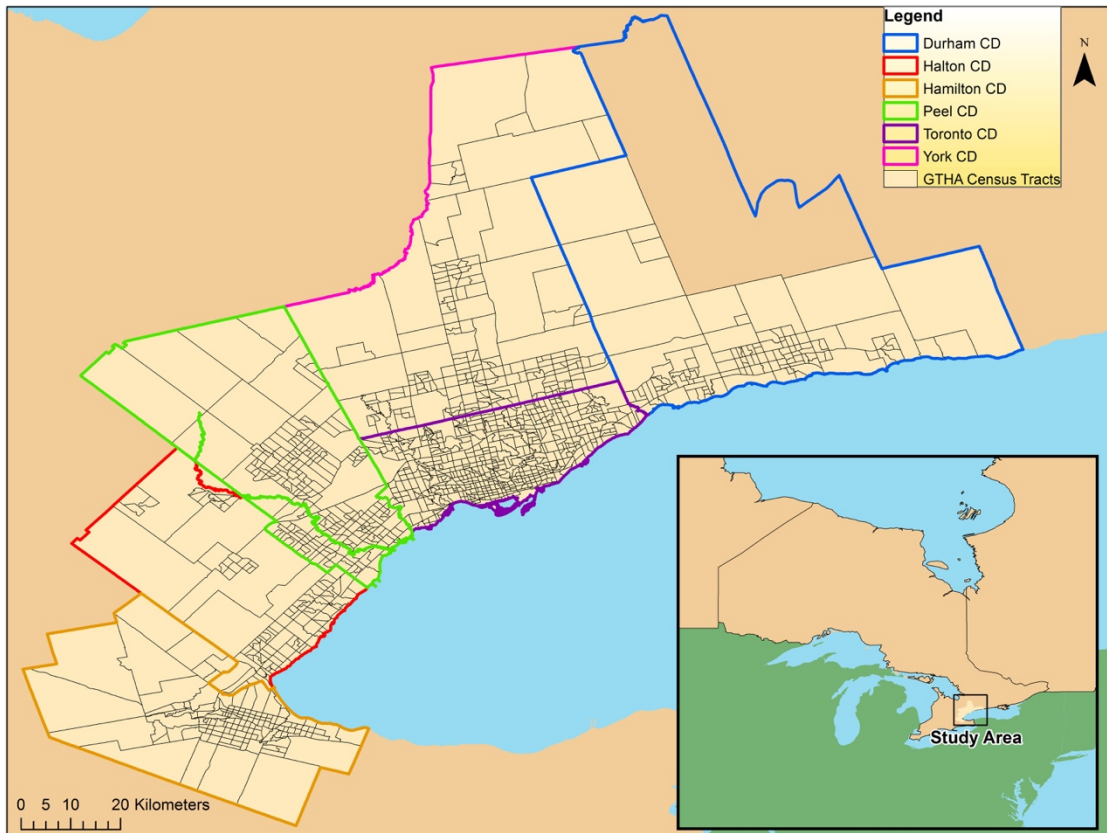 Legend
Durham CD
Halton CD
Hamilton CD
Peel CD
Toronto CD
York CD
GTHA Census Tracts
N
Study Area
0 5 10 20 Kilometers